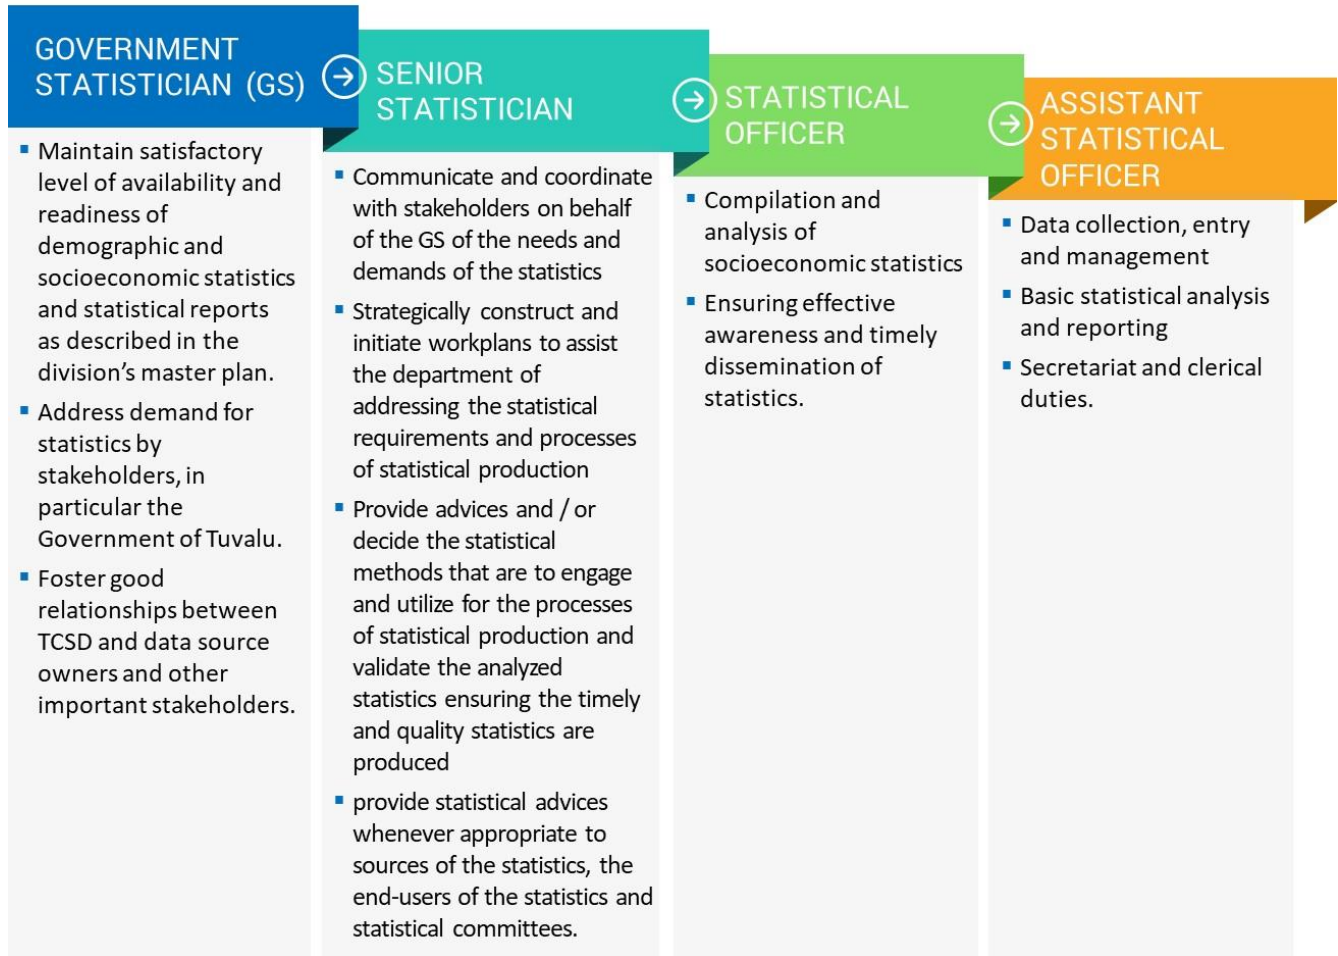 GOVERNMENT
STATISTICIAN (GS)
Maintain satisfactory
level of availability and
readiness of
demographic and
socioeconomic statistics
and statistical reports
as described in the
division's master plan.
Address demand for
statistics by
stakeholders, in
particular the
Government of Tuvalu.
Foster good
relationships between
TCSD and data source
owners and other
important stakeholders.
SENIOR
STATISTICIAN
Communicate and coordinate
with stakeholders on behalf
of the GS of the needs and
demands of the statistics
Strategically construct and
initiate workplans to assist
the department of
addressing the statistical
requirements and processes
of statistical production
Provide advices and / or
decide the statistical
methods that are to engage
and utilize for the processes
of statistical production and
validate the analyzed
statistics ensuring the timely
and quality statistics are
produced
provide statistical advices
whenever appropriate to
sources of the statistics, the
end-users of the statistics and
statistical committees.
STATISTICAL
OFFICER
Compilation and
analysis of
socioeconomic statistics
Ensuring effective
awareness and timely
dissemination of
statistics.
ASSISTANT
STATISTICAL
OFFICER
Data collection, entry
and management
Basic statistical analysis
and reporting
Secretariat and clerical
duties.